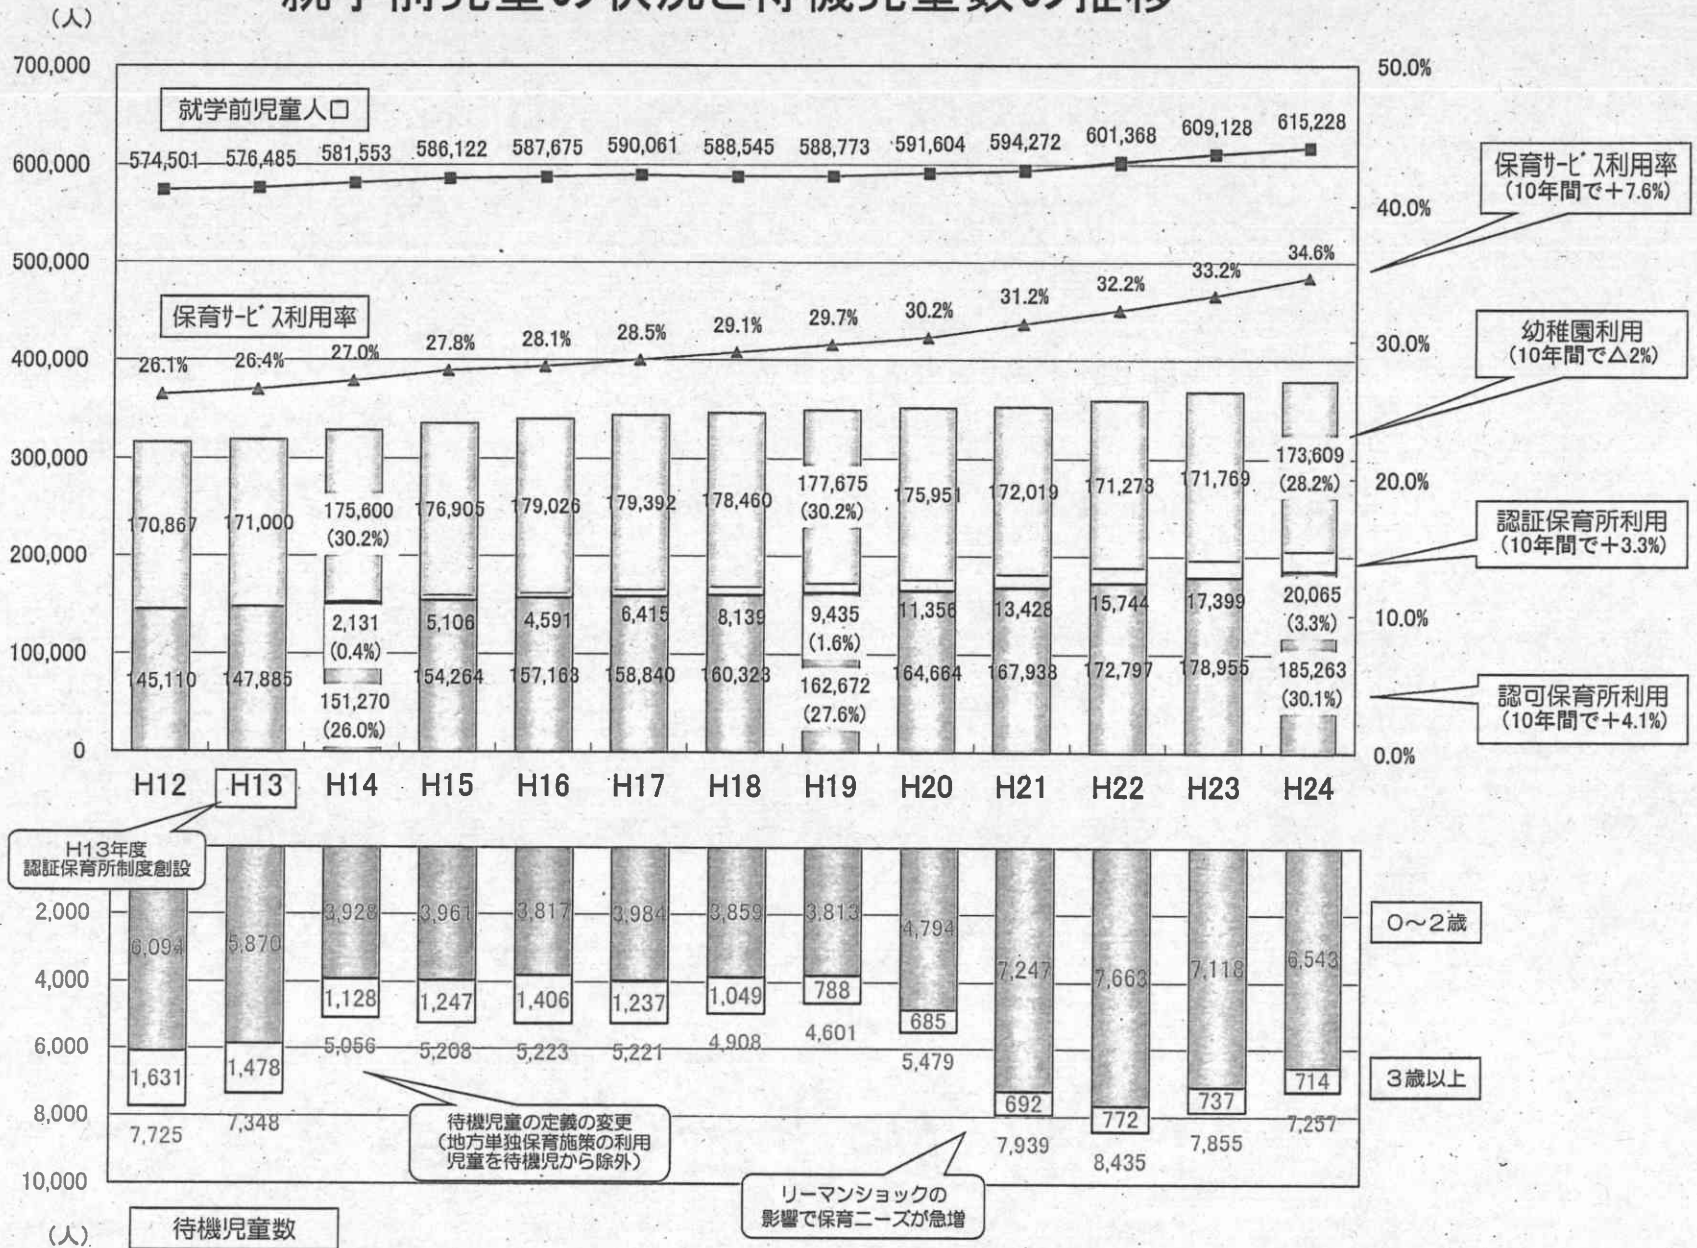 就学前児童の状況と待機児童数の推移
（人）
700,000
600,000
500,000
400,000
300,000
200,000
100,000
0
50.0%
40.0%
30.0%
20.0%
10.0%
0.0%
就学前児童人口
574,501 576,485 581,553 586,122 587,675 590,061 588,545 588,773 591,604 594,272 601,368 609,128 615,228
保育サービス利用率
26.1% 26.4% 27.0% 27.8% 28.1% 28.5% 29.1% 29.7% 30.2% 31.2% 32.2% 33.2% 34.6%
170,867 171,000 175,600 176,905 179,026 179,392 178,460 177,675 175,951 172,019 171,273 171,769 173,609
(30.2%) (30.2%) (28.2%)
2,131 5,106 4,591 6,415 8,139 9,435 11,356 13,428 15,744 17,399 20,065
(0.4%) (1.6%) (3.3%)
145,110 147,885 151,270 154,264 157,163 158,840 160,323 162,672 164,664 167,933 172,797 178,955 185,263
(26.0%) (27.6%) (30.1%)
保育サービス利用率
（10年間で＋7.6%）
幼稚園利用
（10年間で△2%）
認証保育所利用
（10年間で＋3.3%）
認可保育所利用
（10年間で＋4.1%）
H12 H13 H14 H15 H16 H17 H18 H19 H20 H21 H22 H23 H24
H13年度
認証保育所制度創設
2,000
4,000
6,000
8,000
10,000
（人）
6,094 5,870 3,928 3,961 3,817 3,984 3,859 3,813 4,794 7,247 7,663 7,118 6,543
1,631 1,478 1,128 1,247 1,406 1,237 1,049 788 685 692 772 737 714
7,725 7,348 5,056 5,208 5,223 5,221 4,908 4,601 5,479 7,939 8,435 7,855 7,257
0〜2歳
3歳以上
待機児童の定義の変更
（地方単独保育施策の利用
児童を待機児から除外）
リーマンショックの
影響で保育ニーズが急増
待機児童数